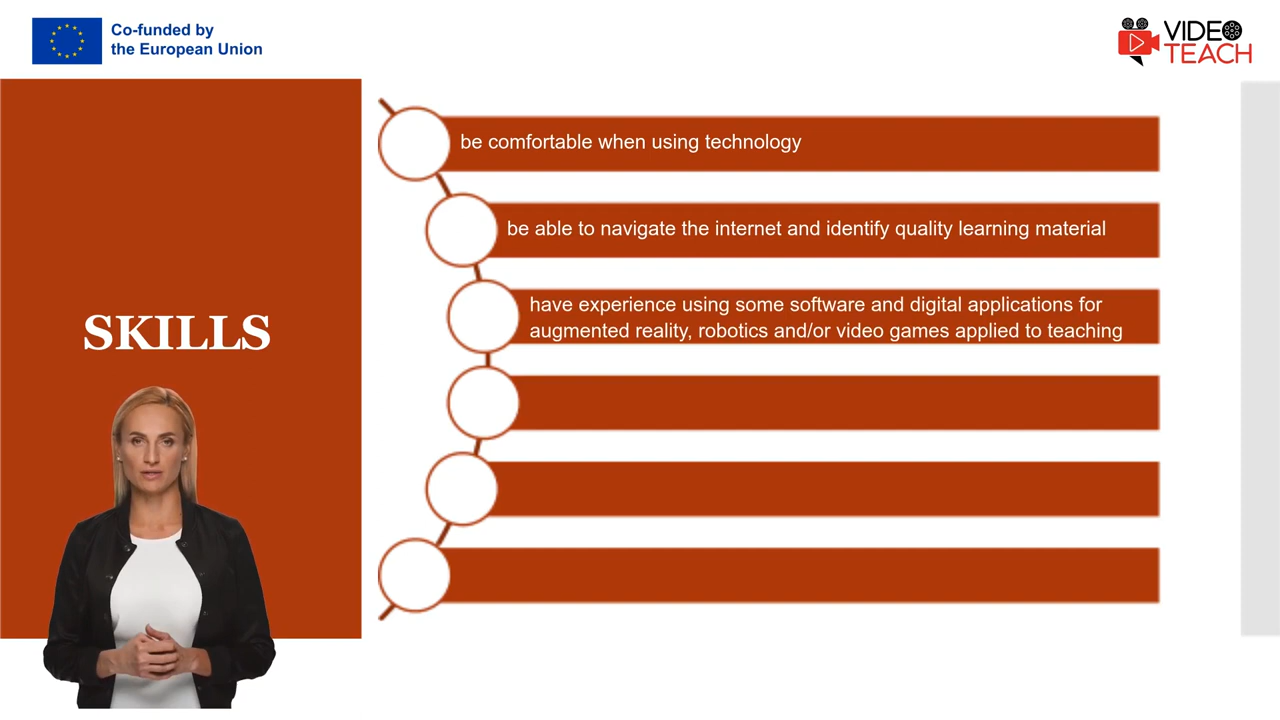 Co-funded by
the European Union
VIDEO
TEACH
be comfortable when using technology
be able to navigate the internet and identify quality learning material
have experience using some software and digital applications for
augmented reality, robotics and/or video games applied to teaching
SKILLS